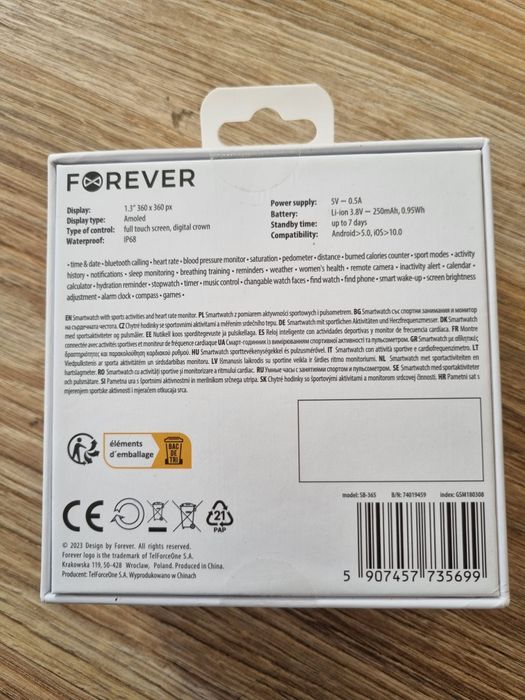 FOREVER
Display: 1.3" 360 x 360 px
Display type: Amoled
Type of control: full touch screen, digital crown
Waterproof: IP68
Power supply: 5V – 0.5A
Battery: Li-ion 3.8V – 250mAh, 0.95Wh
Standby time: up to 7 days
Compatibility: Android>5.0, iOS>10.0
• time & date • bluetooth calling • heart rate • blood pressure monitor • saturation • pedometer • distance • burned calories counter • sport modes • activity
history • notifications • sleep monitoring • breathing training • reminders • weather • women's health • remote camera • inactivity alert • calendar •
calculator • hydration reminder • stopwatch • timer • music control • changable watch faces • find watch • find phone • smart wake-up • screen brightness
adjustment • alarm clock • compass • games •
EN Smartwatch with sports activities and heart rate monitor. PL Smartwatch z pomiarem aktywności sportowych i pulsometrem. BG Smartwatch със спортни занимания и монитор
на сърдечната честота. CZ Chytré hodinky se sportovními aktivitami a měřením srdečního tepu. DE Smartwatch mit sportlichen Aktivitäten und Herzfrequenzmesser. DK Smartwatch
med sportsaktiviteter og pulsmåler. EE Nutikell koos sporditegevuste ja pulsikellaga. ES Reloj inteligente con actividades deportivas y monitor de frecuencia cardíaca. FR Montre
connectée avec activités sportives et moniteur de fréquence cardiaque UA Смарт-годинник із вимірюванням спортивної активності та пульсометром. GR Smartwatch με αθλητικές
δραστηριότητες και παρακολούθηση καρδιακού ρυθμού. HU Smartwatch sporttevékenységekkel és pulzusmérővel. IT Smartwatch con attività sportive e cardiofrequenzimetro. LT
Viedpulkstenis ar sporta aktivitātēm un sirdsdarbības monitoru. LV Išmanusis laikrodis su sportine veikla ir širdies ritmo monitoriumi. NL Smartwatch met sportactiviteiten en
hartslagmeter. RO Smartwatch cu activități sportive și monitorizare a ritmului cardiac. RU Умные часы с занятиями спортом и пульсометром. SE Smartwatch med sportaktiviteter
och pulsmätare. SI Pametna ura s športnimi aktivnostmi in merilnikom srčnega utripa. SK Chytré hodinky so športovými aktivitami a monitorom srdcovej činnosti. HR Pametni sat s
mjerenjem sportske aktivnosti i mjeračem otkucaja srca.
éléments
d'emballage
BAC
DE
TRI
model: SB-365 B/N: 74019459 index: GSM180308
CE
21
PAP
© 2023 Design by Forever. All rights reserved.
Forever logo is the trademark of TelForceOne S.A.
Krakowska 119, 50-428 Wroclaw, Poland. Produced in China.
Producent: TelForceOne S.A. Wyprodukowano w Chinach
5 907457 735699